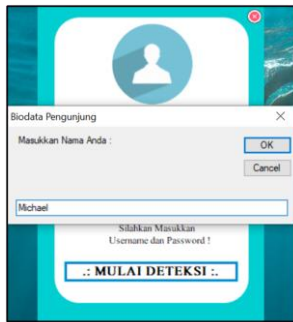 Biodata Pengunjung
Masukkan Nama Anda :
OK
Cancel
Michael
Silahkan Masukkan
Username dan Password !
.: MULAI DETEKSI :.